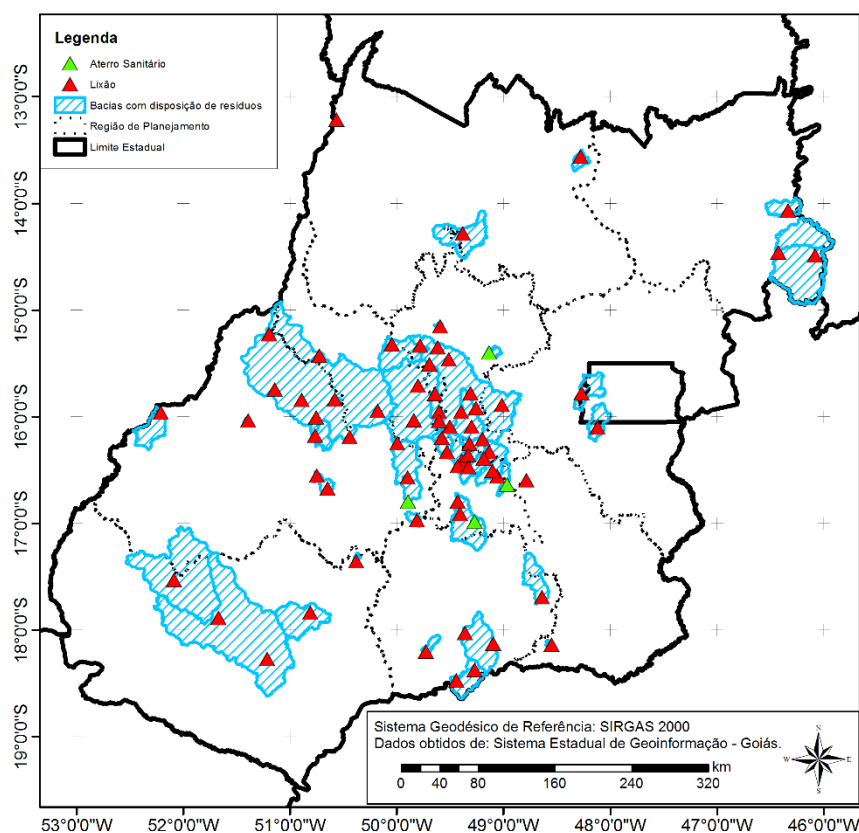 Legenda
Aterro Sanitário
Lixão
Bacias com disposição de resíduos
Região de Planejamento
Limite Estadual
13°0'0"S
14°0'0"S
15°0'0"S
16°0'0"S
17°0'0"S
18°0'0"S
19°0'0"S
Sistema Geodésico de Referência: SIRGAS 2000
Dados obtidos de: Sistema Estadual de Geoinformação - Goiás.
km
0 40 80 160 240 320
N
W E
S
53°0'0"W 52°0'0"W 51°0'0"W 50°0'0"W 49°0'0"W 48°0'0"W 47°0'0"W 46°0'0"W